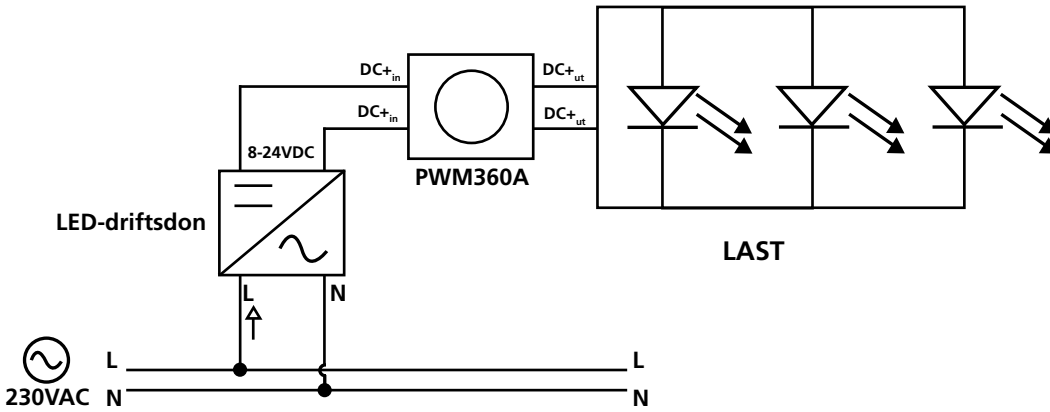 DC+in
DC+ut
DC+in
DC+ut
8-24VDC
PWM360A
LED-driftsdon
LAST
L
N
L
L
230VAC
N
N